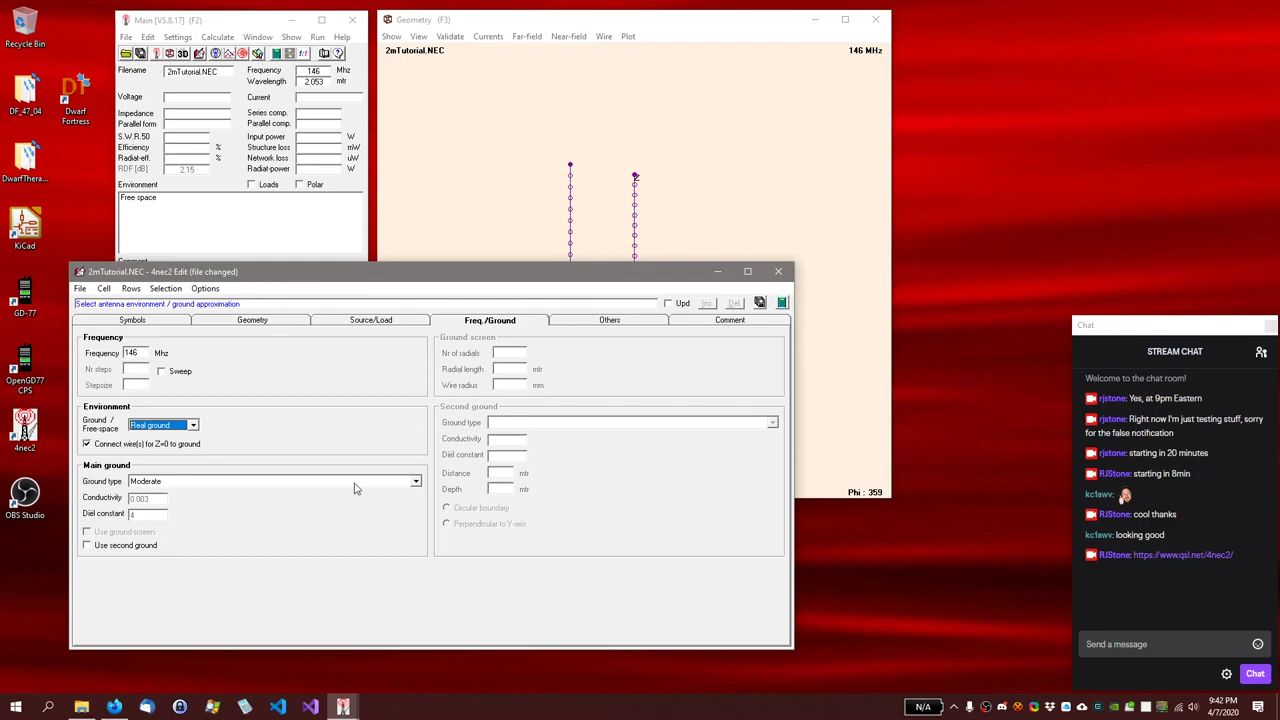 Recycle Bin
DF_47_04
Dwarf
Fortress
DwarfThera...
KiCad
GD-77
OpenGD77
CPS
4nec2
OBS Studio
Main [V5.8.17] (F2)
File Edit Settings Calculate Window Show Run Help
3D
1:1
Filename 2mTutorial.NEC Frequency 146 Mhz
Wavelength 2.053 mtr
Voltage Current
Impedance Series comp.
Parallel form Parallel comp.
S.W.R.50 Input power W
Efficiency % Structure loss mW
Radiat-eff. % Network loss uW
RDF [dB] 2.15 Radiat-power W
Environment Loads Polar
Free space
Comment
Geometry (F3)
Show View Validate Currents Far-field Near-field Wire Plot
2mTutorial.NEC 146 MHz
Z
Phi : 359
2mTutorial.NEC - 4nec2 Edit (file changed)
File Cell Rows Selection Options
Select antenna environment / ground approximation Upd Ins Del
Symbols Geometry Source/Load Freq./Ground Others Comment
Frequency
Frequency 146 Mhz
Nr steps Sweep
Stepsize
Environment
Ground /
Free-space Real ground
Connect wire(s) for Z=0 to ground
Main ground
Ground type Moderate
Conductivity 0.003
Diël constant 4
Use ground-screen
Use second ground
Ground screen
Nr of radials
Radial length mtr
Wire radius mm
Second ground
Ground type
Conductivity
Diël constant
Distance mtr
Depth mtr
Circular boundary
Perpendicular to Y-axis
Chat
STREAM CHAT
Welcome to the chat room!
rjstone: Yes, at 9pm Eastern
rjstone: Right now I'm just testing stuff, sorry
for the false notification
rjstone: starting in 20 minutes
RJStone: starting in 8min
kc1awv:
RJStone: cool thanks
kc1awv: looking good
RJStone: https://www.qsl.net/4nec2/
Send a message
Chat
N/A
9:42 PM
4/7/2020